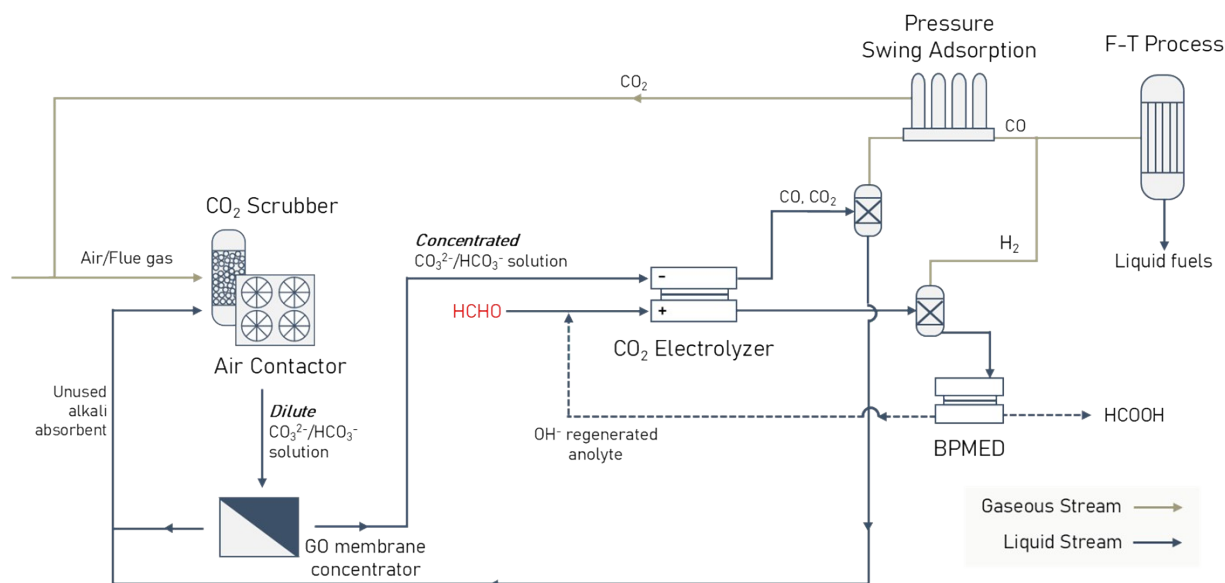 Pressure
Swing Adsorption
F-T Process
CO₂
CO
CO₂ Scrubber
CO, CO₂
Concentrated
CO₃²⁻/HCO₃⁻ solution
Air/Flue gas
H₂
Liquid fuels
-
HCHO
+
CO₂ Electrolyzer
Air Contactor
Unused
alkali
absorbent
Dilute
CO₃²⁻/HCO₃⁻
solution
OH⁻ regenerated
anolyte
HCOOH
BPMED
GO membrane
concentrator
Gaseous Stream
Liquid Stream